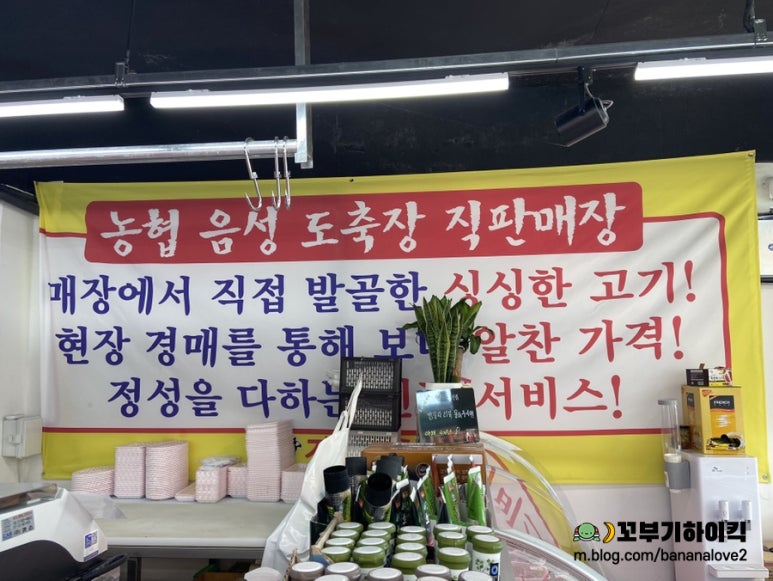 농협 음성 도축장 직판매장
매장에서 직접 발골한 싱싱한 고기!
현장 경매를 통해 보 알찬 가격!
정성을 다하는 서비스!
꼬부기하이킥
m.blog.com/bananalove2